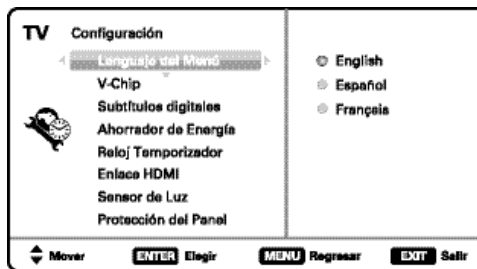 TV Configuración
Lenguaje del Menú
V-Chip
Subtítulos digitales
Ahorrador de Energía
Reloj Temporizador
Enlace HDMI
Sensor de Luz
Protección del Panel
English
Español
Français
Mover ENTER Elegir MENU Regresar EXIT Salir